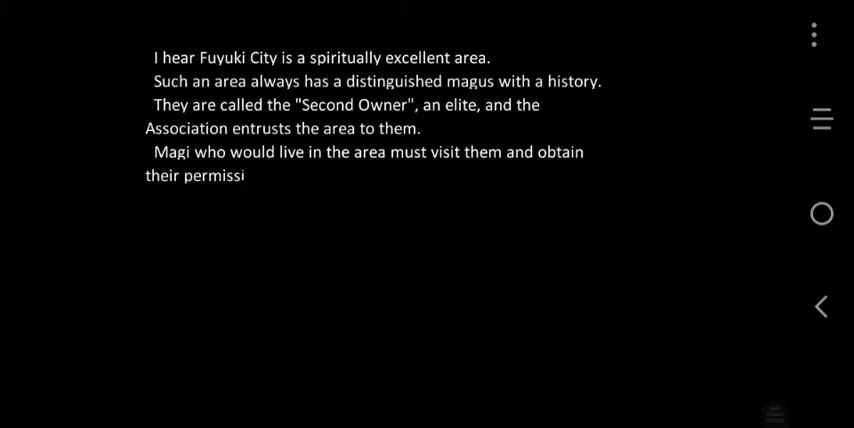 I hear Fuyuki City is a spiritually excellent area.
Such an area always has a distinguished magus with a history.
They are called the "Second Owner", an elite, and the
Association entrusts the area to them.
Magi who would live in the area must visit them and obtain
their permissi